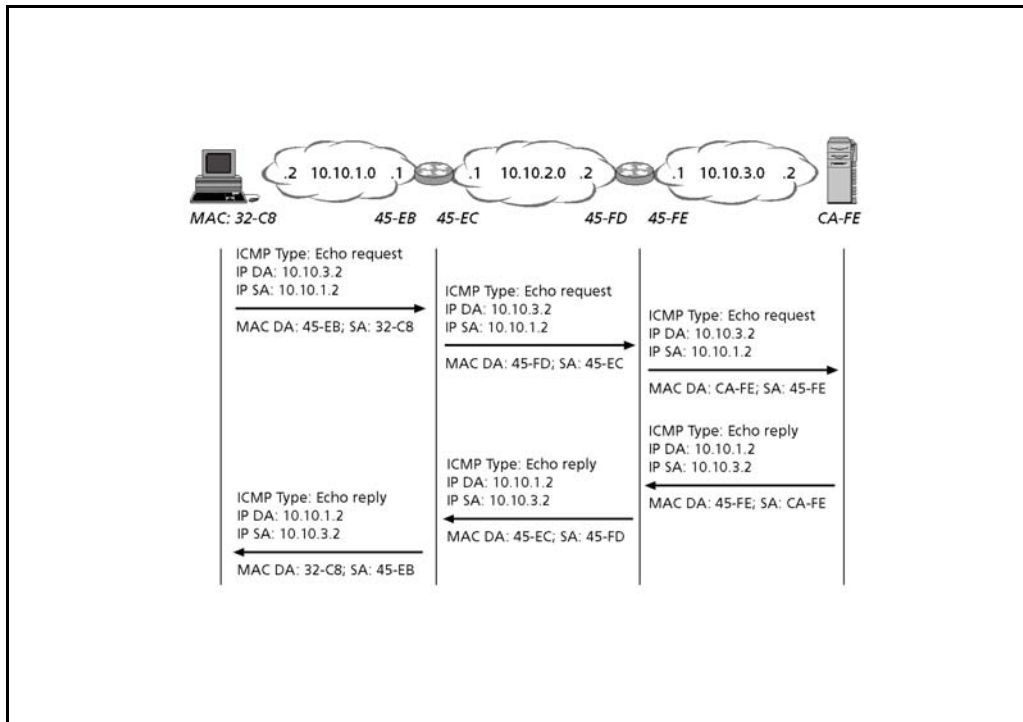 .2 10.10.1.0 .1
.1 10.10.2.0 .2
.1 10.10.3.0 .2
MAC: 32-C8
45-EB
45-EC
45-FD
45-FE
CA-FE
ICMP Type: Echo request
IP DA: 10.10.3.2
IP SA: 10.10.1.2
MAC DA: 45-EB; SA: 32-C8
ICMP Type: Echo request
IP DA: 10.10.3.2
IP SA: 10.10.1.2
MAC DA: 45-FD; SA: 45-EC
ICMP Type: Echo request
IP DA: 10.10.3.2
IP SA: 10.10.1.2
MAC DA: CA-FE; SA: 45-FE
ICMP Type: Echo reply
IP DA: 10.10.1.2
IP SA: 10.10.3.2
MAC DA: 45-FE; SA: CA-FE
ICMP Type: Echo reply
IP DA: 10.10.1.2
IP SA: 10.10.3.2
MAC DA: 45-EC; SA: 45-FD
ICMP Type: Echo reply
IP DA: 10.10.1.2
IP SA: 10.10.3.2
MAC DA: 32-C8; SA: 45-EB